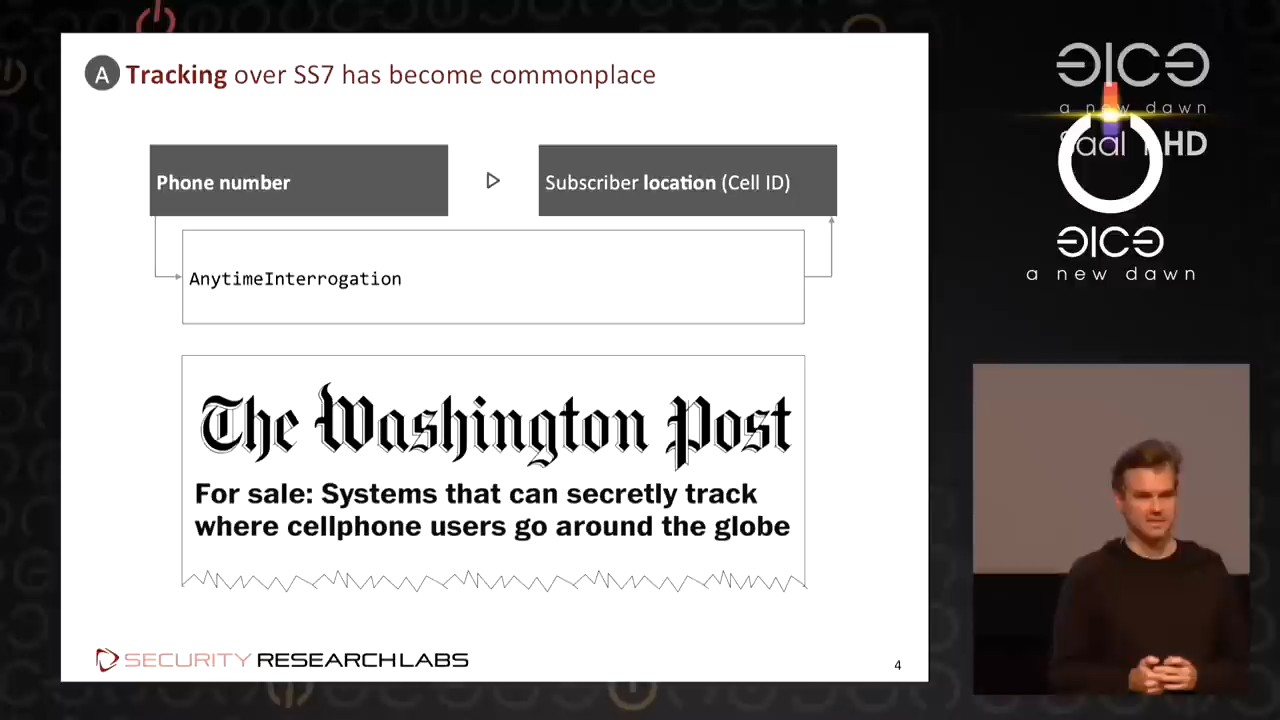 A Tracking over SS7 has become commonplace
Phone number
Subscriber location (Cell ID)
AnytimeInterrogation
The Washington Post
For sale: Systems that can secretly track
where cellphone users go around the globe
SECURITY RESEARCH LABS
4
a new dawn
Saal HD
a new dawn